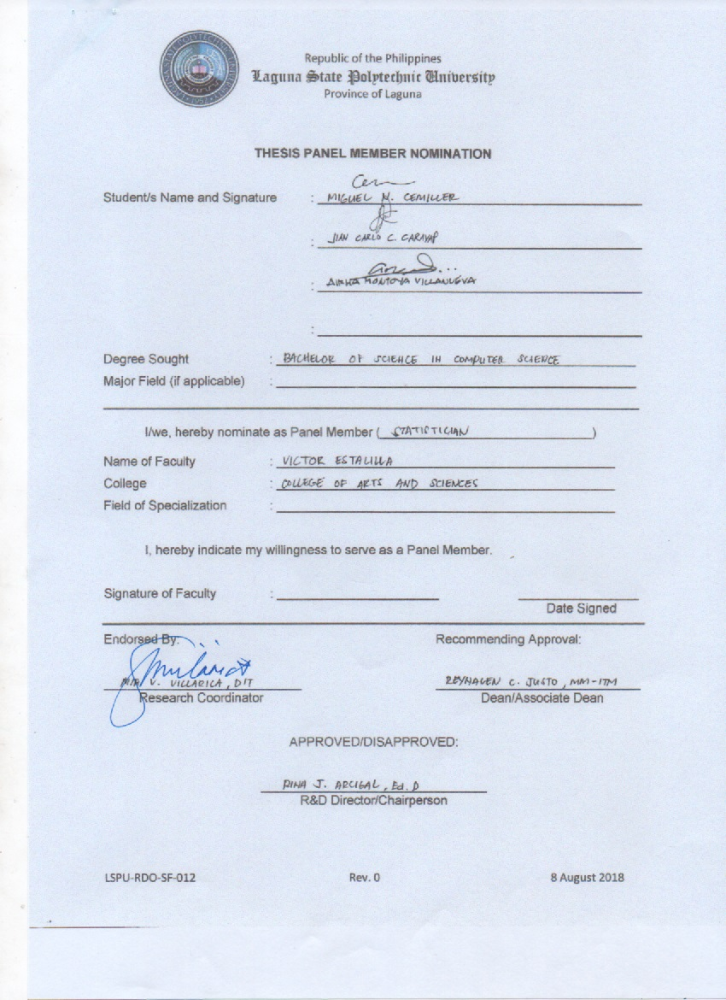 Republic of the Philippines
Laguna State Polytechnic University
Province of Laguna
THESIS PANEL MEMBER NOMINATION
Student/s Name and Signature : MIGUEL M. CEMILLER
: JIAN CARLO C. GARAYAP
: MONTOYA VILLANUEVA
:
Degree Sought : BACHELOR OF SCIENCE IN COMPUTER SCIENCE
Major Field (if applicable) :
I/we, hereby nominate as Panel Member ( STATISTICIAN )
Name of Faculty : VICTOR ESTALILLA
College : COLLEGE OF ARTS AND SCIENCES
Field of Specialization :
I, hereby indicate my willingness to serve as a Panel Member.
Signature of Faculty :
Date Signed
Endorsed By: Recommending Approval:
MIA V. VILLARICA, DIT REYNALEN C. JUSTO, MM-ITM
Research Coordinator Dean/Associate Dean
APPROVED/DISAPPROVED:
RINA J. ARCIGAL, Ed.D
R&D Director/Chairperson
LSPU-RDO-SF-012 Rev. 0 8 August 2018